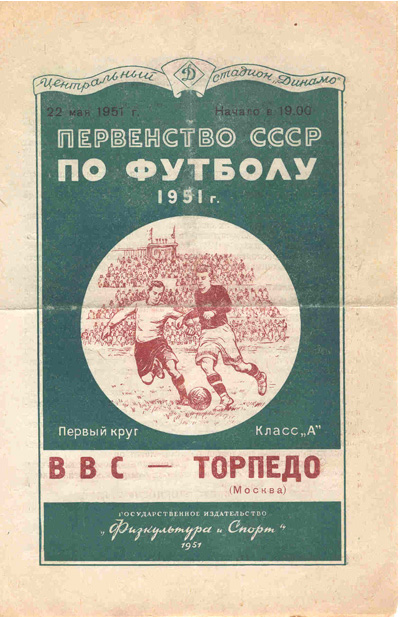 Центральный Д стадион „Динамо"
22 мая 1951 г. Начало в 19.00
ПЕРВЕНСТВО СССР
ПО ФУТБОЛУ
1951 г.
Первый круг Класс „А"
ВВС — ТОРПЕДО
(Москва)
ГОСУДАРСТВЕННОЕ ИЗДАТЕЛЬСТВО
„Физкультура и Спорт"
1951